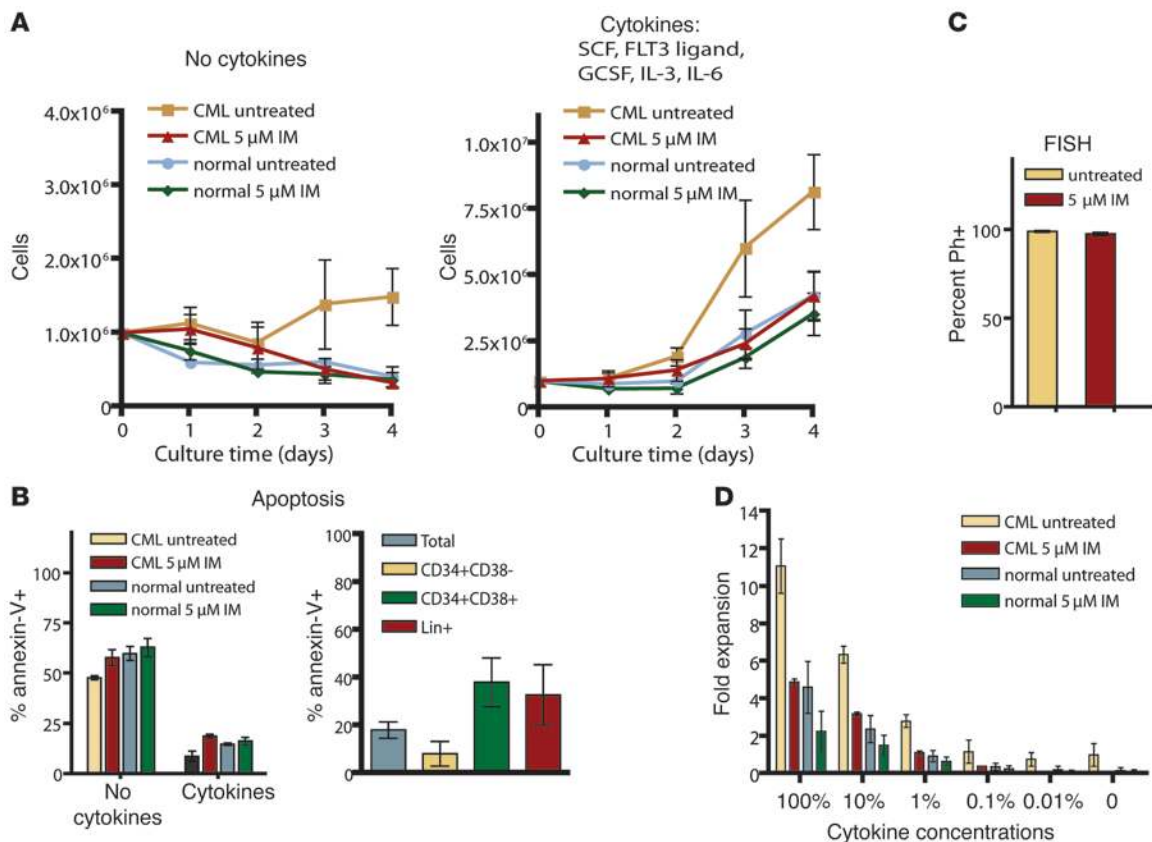 A
No cytokines
4.0x10⁶
3.0x10⁶
2.0x10⁶
1.0x10⁶
0
Cells
CML untreated
CML 5 µM IM
normal untreated
normal 5 µM IM
0 1 2 3 4
Culture time (days)
Cytokines:
SCF, FLT3 ligand,
GCSF, IL-3, IL-6
1.0x10⁷
7.5x10⁶
5.0x10⁶
2.5x10⁶
0
Cells
CML untreated
CML 5 µM IM
normal untreated
normal 5 µM IM
0 1 2 3 4
Culture time (days)
C
FISH
untreated
5 µM IM
100
100
0
Percent Ph+
B
Apoptosis
100
50
25
0
% annexin-V+
CML untreated
CML 5 µM IM
normal untreated
normal 5 µM IM
No
cytokines
Cytokines
100
80
60
40
20
0
% annexin-V+
Total
CD34+CD38-
CD34+CD38+
Lin+
D
14
12
10
8
6
4
2
0
Fold expansion
CML untreated
CML 5 µM IM
normal untreated
normal 5 µM IM
100% 10% 1% 0.1% 0.01% 0
Cytokine concentrations